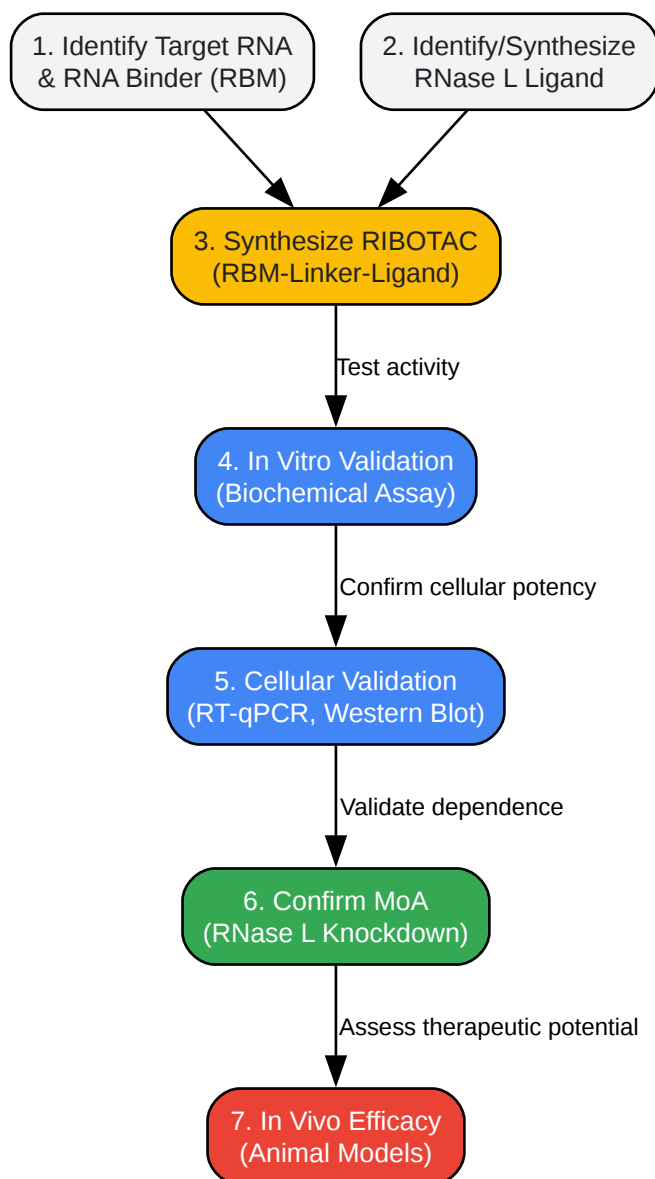 1. Identify Target RNA
& RNA Binder (RBM)
2. Identify/Synthesize
RNase L Ligand
3. Synthesize RIBOTAC
(RBM-Linker-Ligand)
Test activity
4. In Vitro Validation
(Biochemical Assay)
Confirm cellular potency
5. Cellular Validation
(RT-qPCR, Western Blot)
Validate dependence
6. Confirm MoA
(RNase L Knockdown)
Assess therapeutic potential
7. In Vivo Efficacy
(Animal Models)